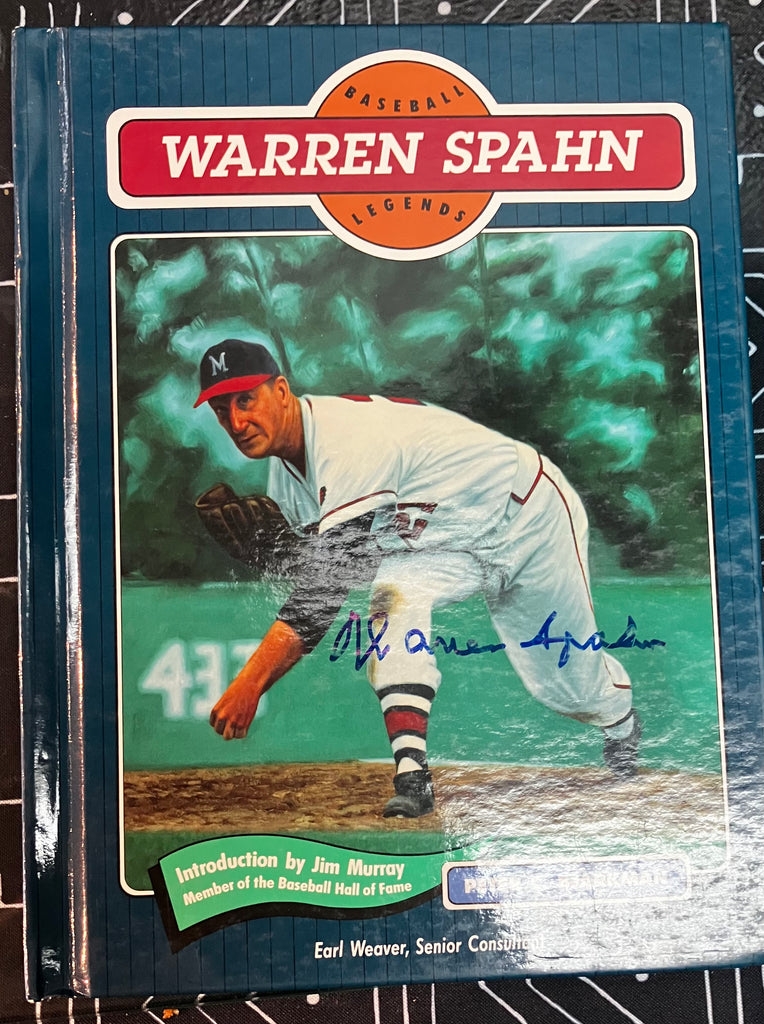 BASEBALL
WARREN SPAHN
LEGENDS
M
433
Warren Spahn
Introduction by Jim Murray
Member of the Baseball Hall of Fame
Earl Weaver, Senior Consultant